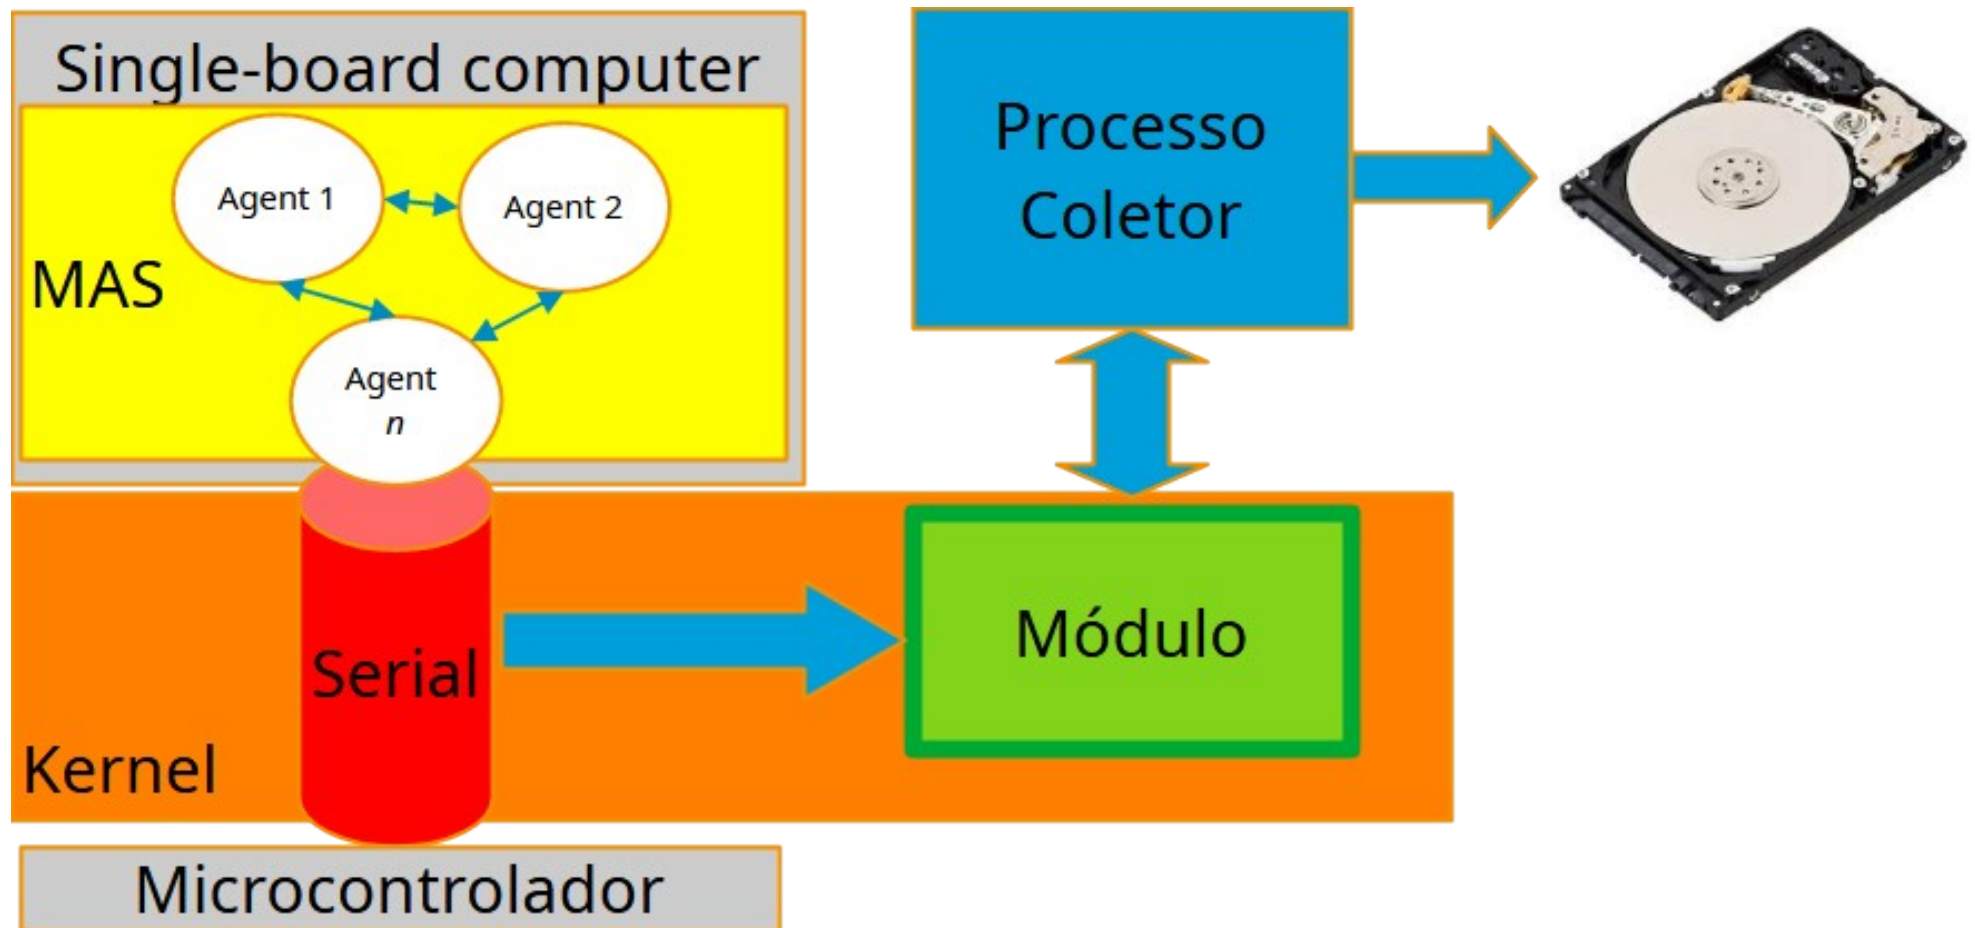 Single-board computer
MAS
Agent 1
Agent 2
Agent
n
Processo
Coletor
Serial
Módulo
Kernel
Microcontrolador